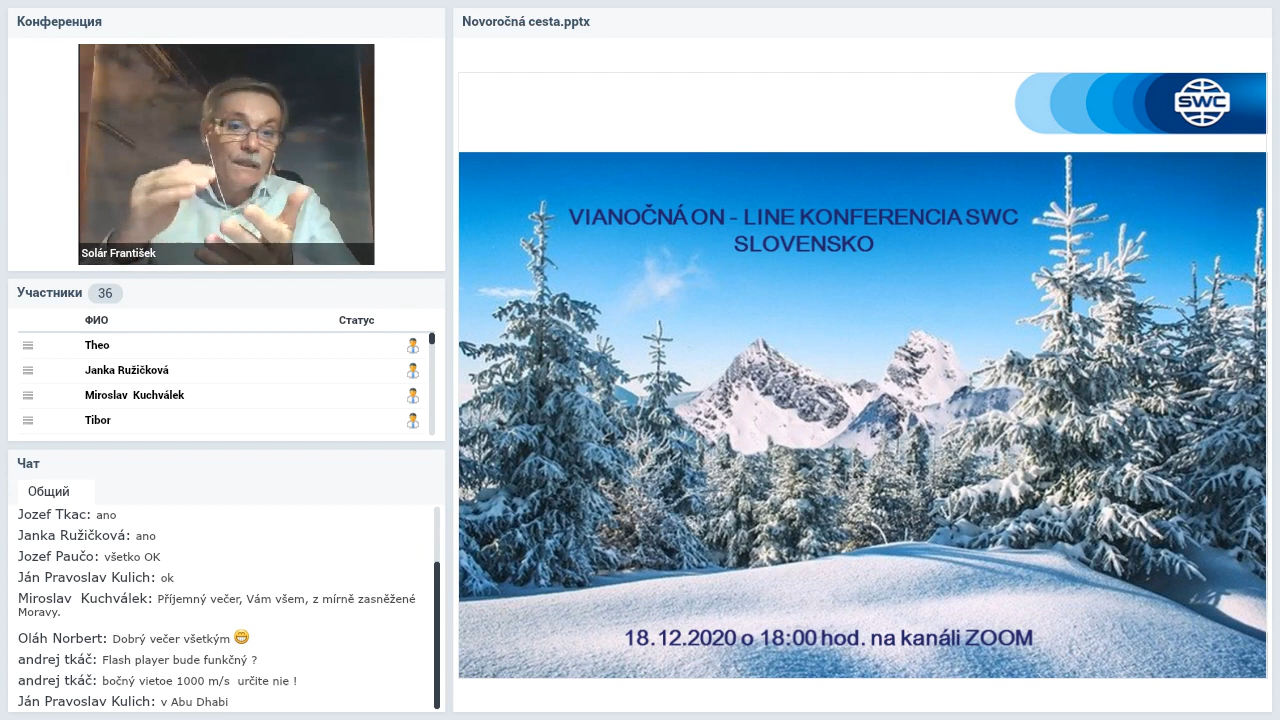 Конференция
Solár František
Участники 36
ФИО Статус
Theo
Janka Ružičková
Miroslav Kuchválek
Tibor
Чат
Общий
Jozef Tkac: ano
Janka Ružičková: ano
Jozef Paučo: všetko OK
Ján Pravoslav Kulich: ok
Miroslav Kuchválek: Příjemný večer, Vám všem, z mírně zasněžené
Moravy.
Oláh Norbert: Dobrý večer všetkým
andrej tkáč: Flash player bude funkčný ?
andrej tkáč: bočný vietoe 1000 m/s určite nie !
Ján Pravoslav Kulich: v Abu Dhabi
Novoročná cesta.pptx
SWC
VIANOČNÁ ON - LINE KONFERENCIA SWC
SLOVENSKO
18.12.2020 o 18:00 hod. na kanáli ZOOM